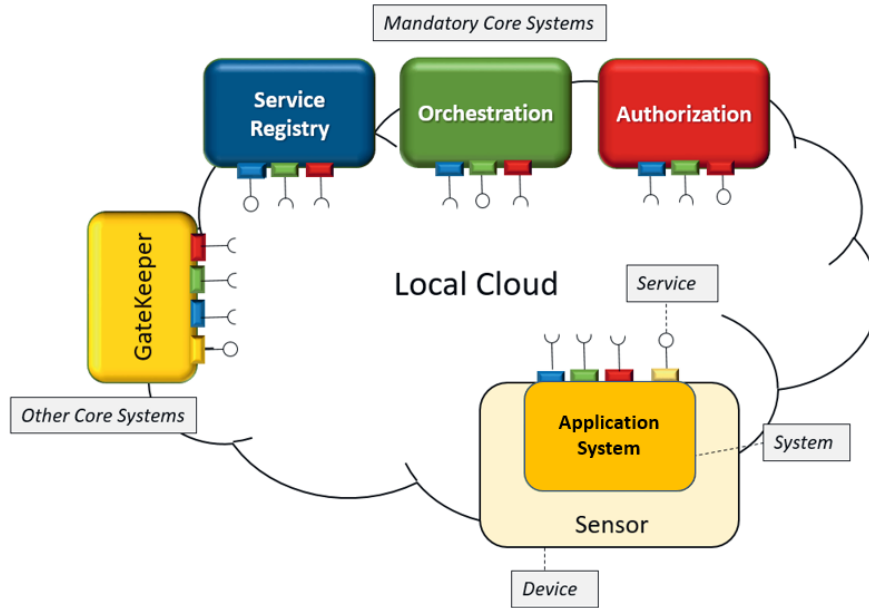 Mandatory Core Systems
Service
Registry
Orchestration
Authorization
GateKeeper
Local Cloud
Service
Other Core Systems
Application
System
System
Sensor
Device